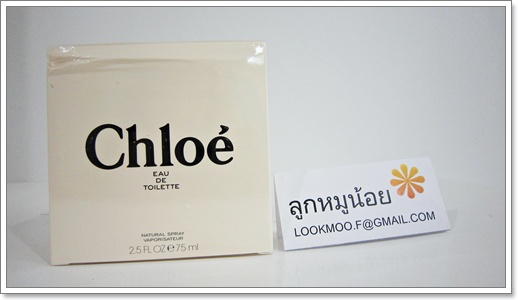 Chloé
EAU
DE
TOILETTE
NATURAL SPRAY
VAPORISATEUR
2.5 FL OZ ℮ 75 ml
ลูกหมูน้อย
LOOKMOO.F@GMAIL.COM